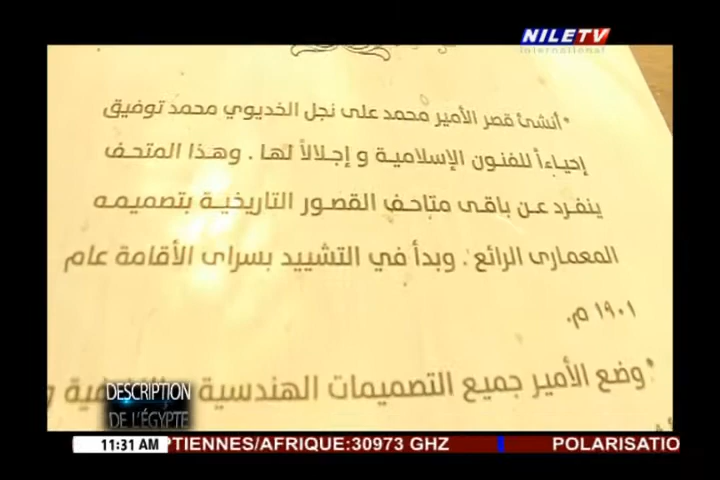 NILETV
International
• أنشئ قصر الأمير محمد على نجل الخديوي محمد توفيق
إحياءاً للفنون الإسلامية و إجلالاً لها . وهذا المتحف
ينفرد عن باقى متاحف القصور التاريخية بتصميمه
المعمارى الرائع . وبدأ في التشييد بسراى الأقامة عام
١٩٠١ م.
• وضع الأمير جميع التصميمات الهندسية
DESCRIPTION
DE L'ÉGYPTE
11:31 AM PTIENNES/AFRIQUE:30973 GHZ POLARISATIO